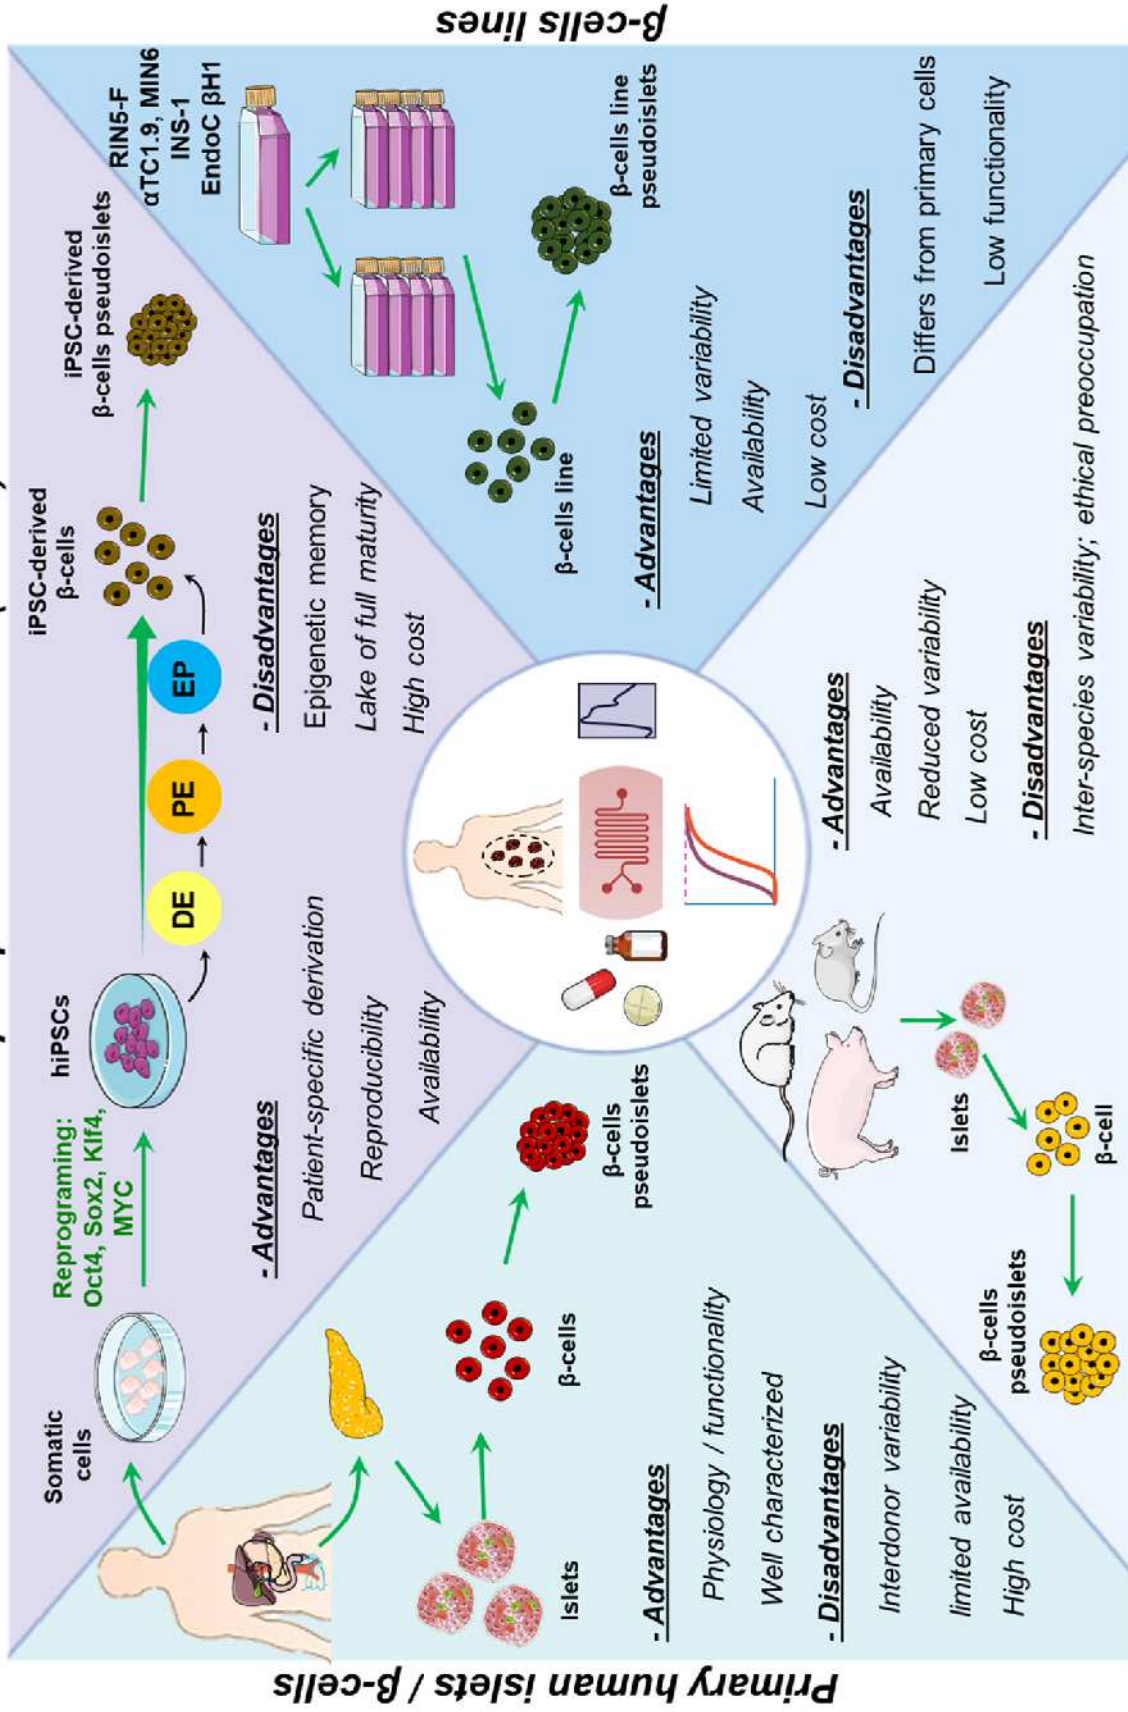 Somatic
cells
Reprograming:
Oct4, Sox2, Klf4,
MYC
hiPSCs
DE
PE
EP
iPSC-derived
β-cells
iPSC-derived
β-cells pseudoislets
- Advantages
Patient-specific derivation
Reproducibility
Availability
- Disadvantages
Epigenetic memory
Lake of full maturity
High cost
β-cells lines
RIN5-F
αTC1.9, MIN6
INS-1
EndoC βH1
β-cells line
β-cells line
pseudoislets
- Advantages
Limited variability
Availability
Low cost
- Disadvantages
Differs from primary cells
Low functionality
Primary human islets / β-cells
Islets
β-cells
β-cells
pseudoislets
- Advantages
Physiology / functionality
Well characterized
- Disadvantages
Interdonor variability
limited availability
High cost
Islets
β-cell
β-cells
pseudoislets
- Advantages
Availability
Reduced variability
Low cost
- Disadvantages
Inter-species variability; ethical preoccupation